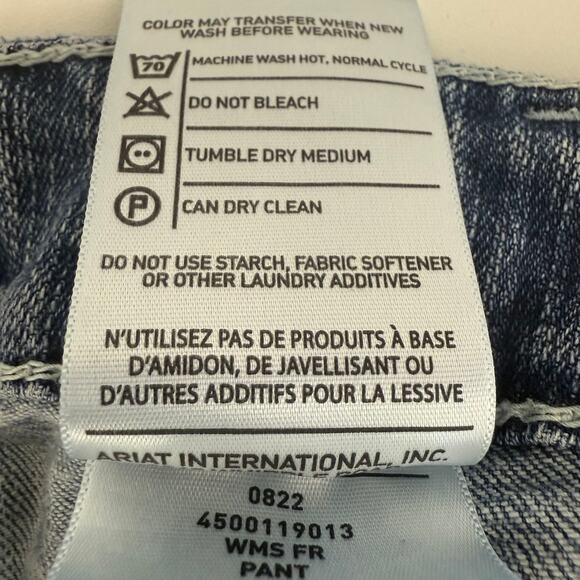 COLOR MAY TRANSFER WHEN NEW
WASH BEFORE WEARING
70 MACHINE WASH HOT, NORMAL CYCLE
DO NOT BLEACH
TUMBLE DRY MEDIUM
P CAN DRY CLEAN
DO NOT USE STARCH, FABRIC SOFTENER
OR OTHER LAUNDRY ADDITIVES
N'UTILISEZ PAS DE PRODUITS À BASE
D'AMIDON, DE JAVELLISANT OU
D'AUTRES ADDITIFS POUR LA LESSIVE
ARIAT INTERNATIONAL, INC.
0822
4500119013
WMS FR
PANT